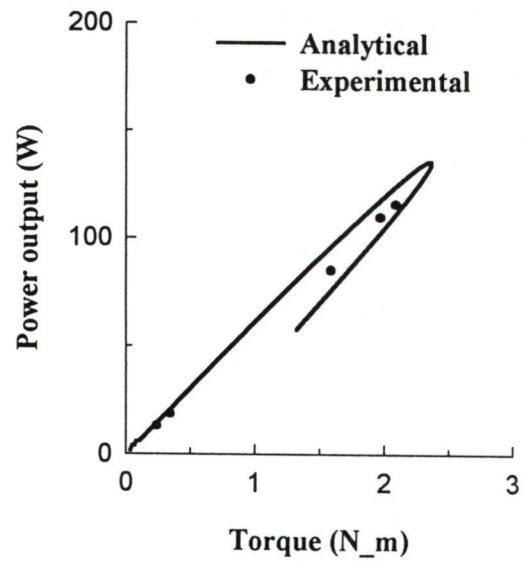 200
Analytical
Experimental
Power output (W)
100
0
0 1 2 3
Torque (N_m)